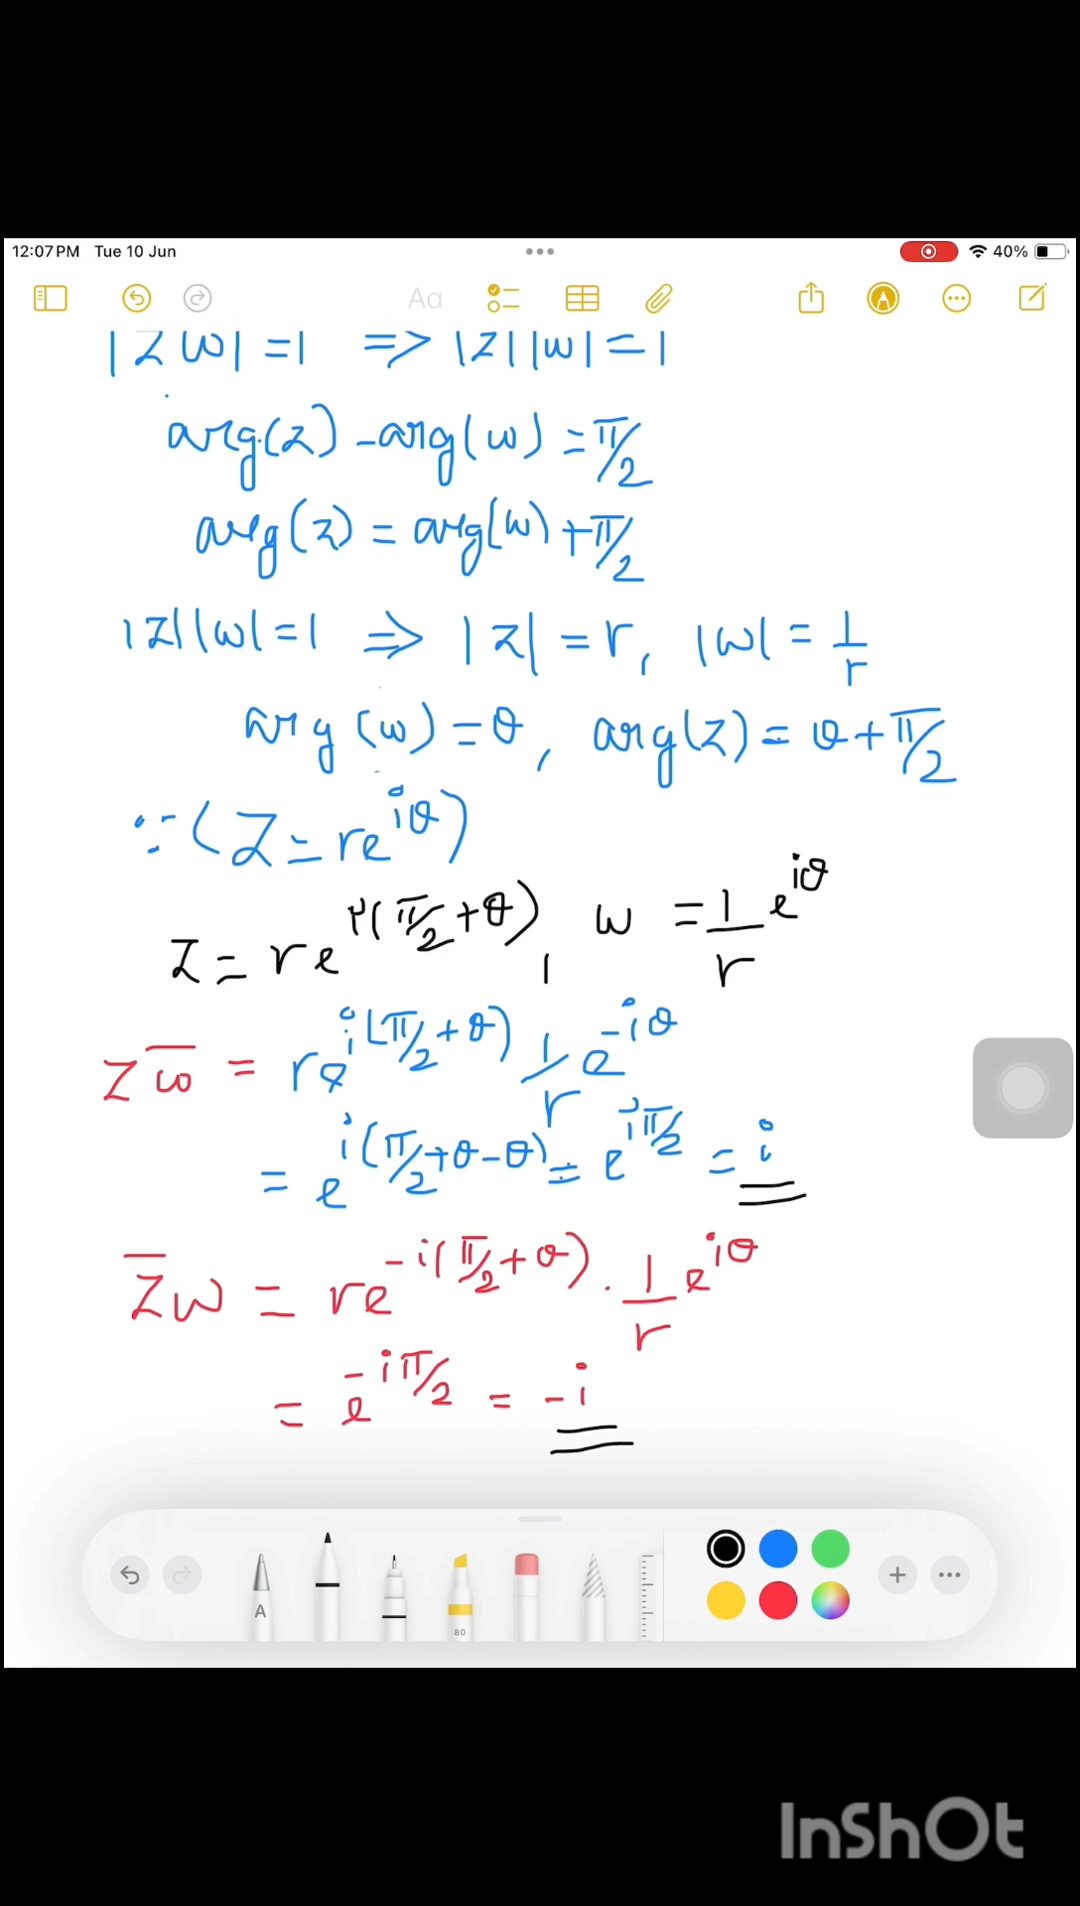 12:07 PM Tue 10 Jun 40%
Aa
|zw| = 1 => |z||w| = 1
arg(z) - arg(w) = π/2
arg(z) = arg(w) + π/2
|z||w| = 1 => |z| = r, |w| = 1/r
arg(w) = θ, arg(z) = θ + π/2
∵ (z = re^{iθ})
z = re^{i(π/2 + θ)}, w = 1/r e^{iθ}
z w̅ = re^{i(π/2 + θ)} 1/r e^{-iθ}
= e^{i(π/2 + θ - θ)} = e^{iπ/2} = i
z̅w = re^{-i(π/2 + θ)} . 1/r e^{iθ}
= e^{-iπ/2} = -i
A 80
InShOt